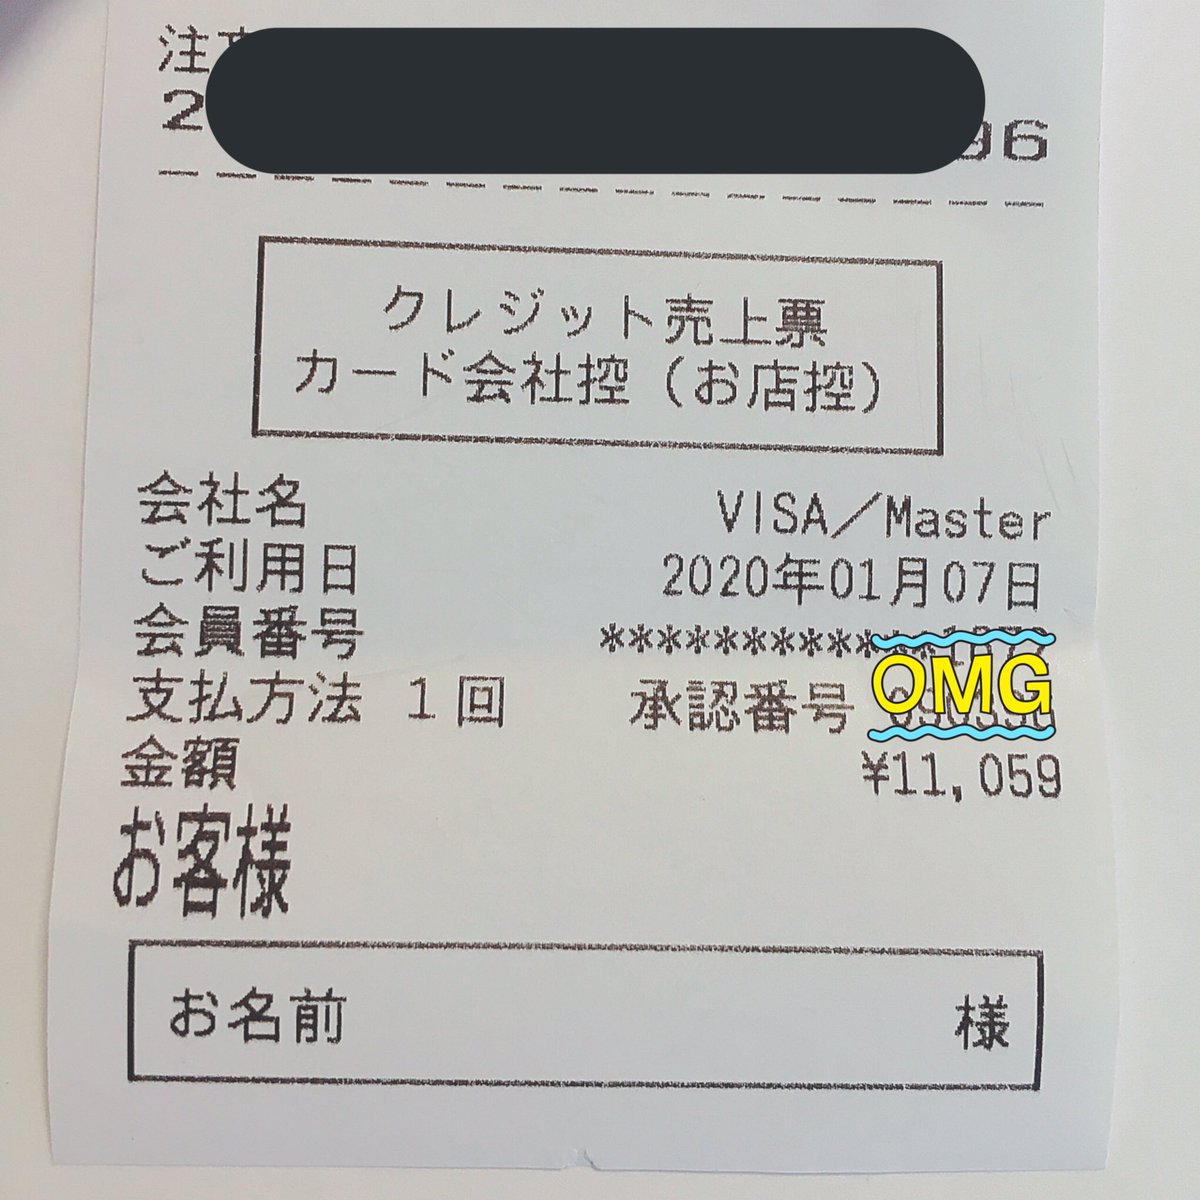 注
2 96
クレジット売上票
カード会社控（お店控）
会社名 VISA／Master
ご利用日 2020年01月07日
会員番号 ************
支払方法 1回 承認番号
OMG
金額 ¥11,059
お客様
お名前 様